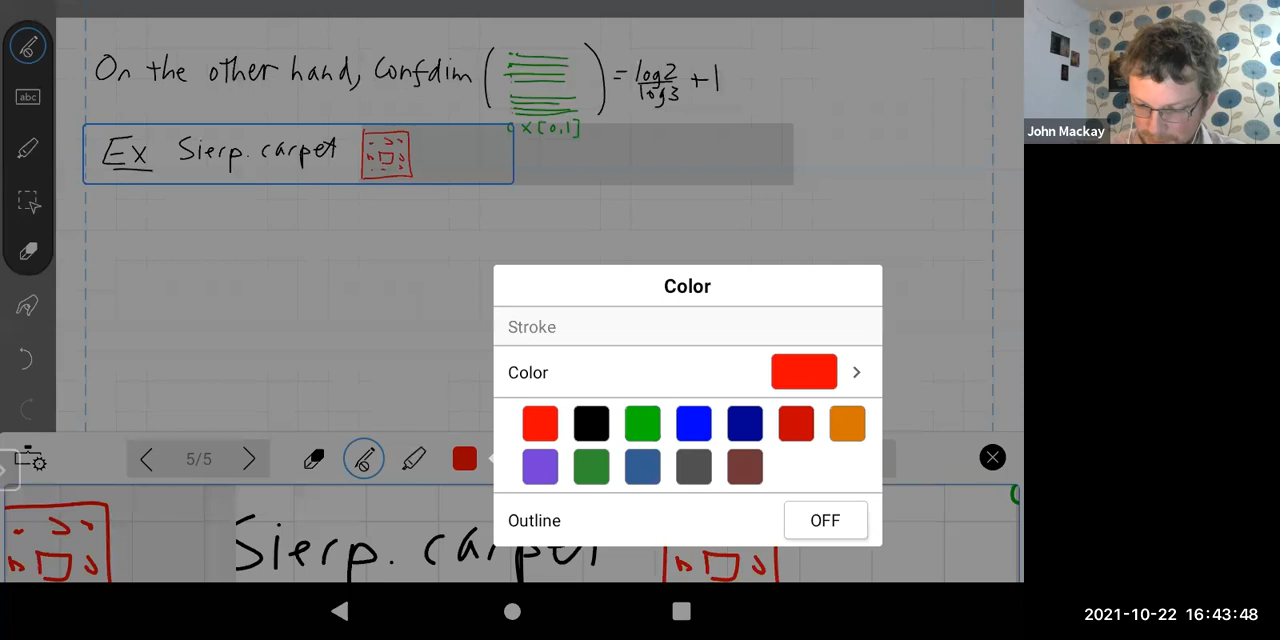 On the other hand, Confdim ( ) = log2/log3 + 1
C × [0,1]
Ex Sierp. carpet
abc
John Mackay
Color
Stroke
Color
5/5
Outline
OFF
Sierp. carpet
2021-10-22 16:43:48